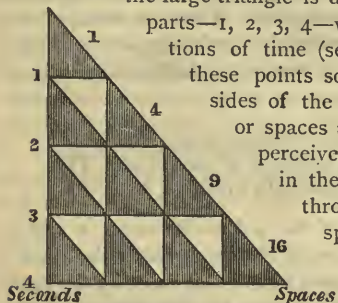 the large triangle is d
parts—1, 2, 3, 4—
tions of time (se
these points so
sides of the
or spaces
perceive
in the
thro
sp
1
1
4
2
9
3
16
4
Seconds
Spaces